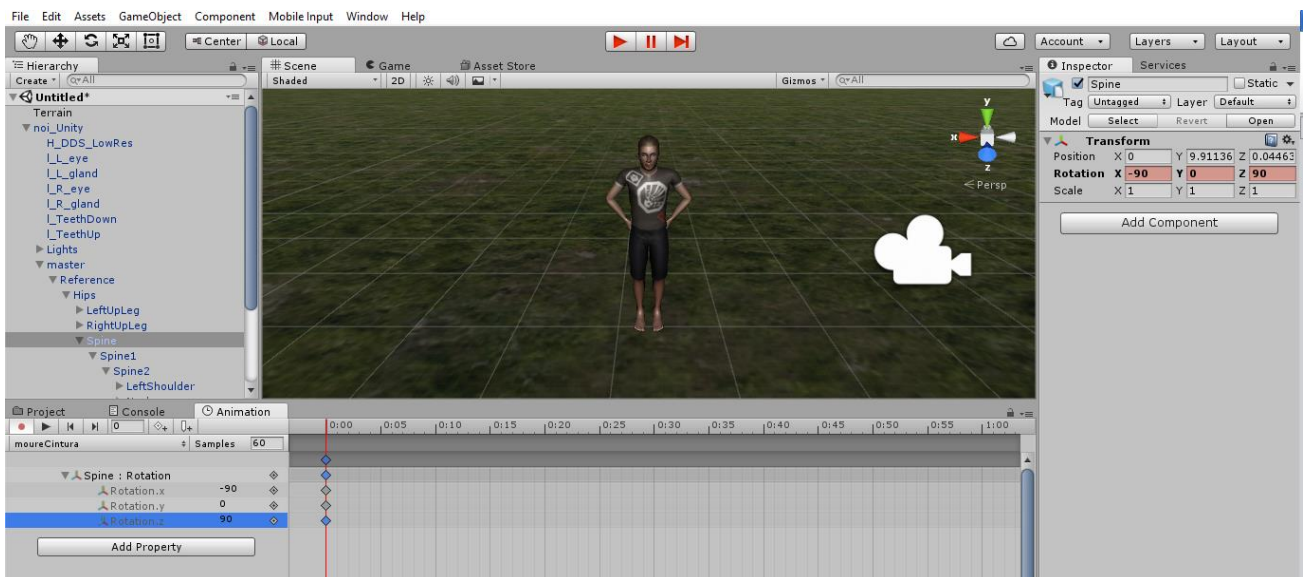 File Edit Assets GameObject Component Mobile Input Window Help
Center Local Account Layers Layout
Hierarchy
Create All
Untitled*
Terrain
noi_Unity
H_DDS_LowRes
l_L_eye
l_L_gland
l_R_eye
l_R_gland
l_TeethDown
l_TeethUp
Lights
master
Reference
Hips
LeftUpLeg
RightUpLeg
Spine
Spine1
Spine2
LeftShoulder
Scene Game Asset Store
Shaded 2D Gizmos All
y
x
z
Persp
Inspector Services
Spine Static
Tag Untagged Layer Default
Model Select Revert Open
Transform
Position X 0 Y 9.91136 Z 0.04463
Rotation X -90 Y 0 Z 90
Scale X 1 Y 1 Z 1
Add Component
Project Console Animation
0 0:00 0:05 0:10 0:15 0:20 0:25 0:30 0:35 0:40 0:45 0:50 0:55 1:00
moureCintura Samples 60
Spine : Rotation
Rotation.x -90
Rotation.y 0
Rotation.z 90
Add Property